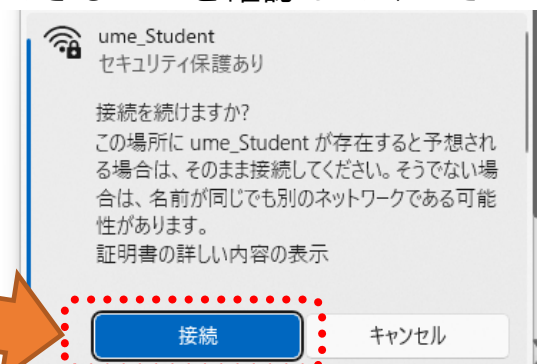 ume_Student
セキュリティ保護あり
接続を続けますか?
この場所に ume_Student が存在すると予想され
る場合は、そのまま接続してください。そうでない場
合は、名前が同じでも別のネットワークである可能
性があります。
証明書の詳しい内容の表示
接続
キャンセル